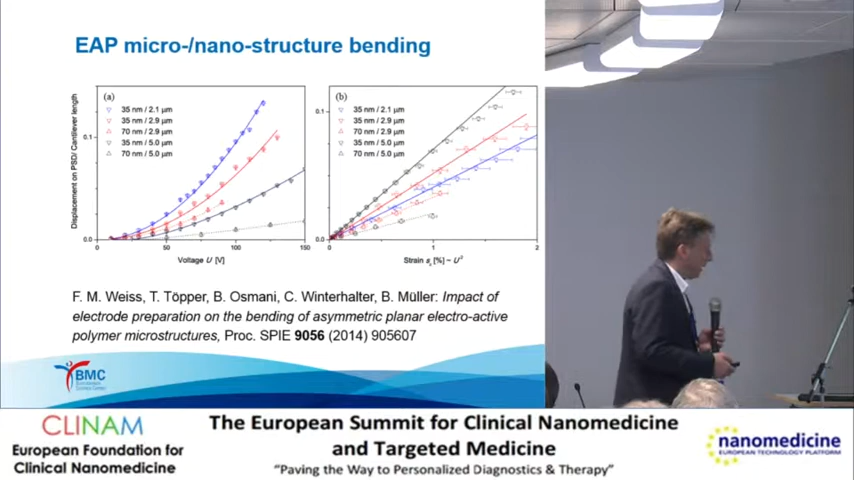 EAP micro-/nano-structure bending
Displacement on PSD/ Cantilever length
(a)
35 nm / 2.1 µm
35 nm / 2.9 µm
70 nm / 2.9 µm
35 nm / 5.0 µm
70 nm / 5.0 µm
0.1
0.0
0
50
100
150
Voltage U [V]
(b)
35 nm / 2.1 µm
35 nm / 2.9 µm
70 nm / 2.9 µm
35 nm / 5.0 µm
70 nm / 5.0 µm
0.1
0.0
0
1
2
Strain [%] ~ U²
F. M. Weiss, T. Töpper, B. Osmani, C. Winterhalter, B. Müller: Impact of
electrode preparation on the bending of asymmetric planar electro-active
polymer microstructures, Proc. SPIE 9056 (2014) 905607
BMC
CLINAM
European Foundation for
Clinical Nanomedicine
The European Summit for Clinical Nanomedicine
and Targeted Medicine
“Paving the Way to Personalized Diagnostics & Therapy”
nanomedicine
EUROPEAN TECHNOLOGY PLATFORM